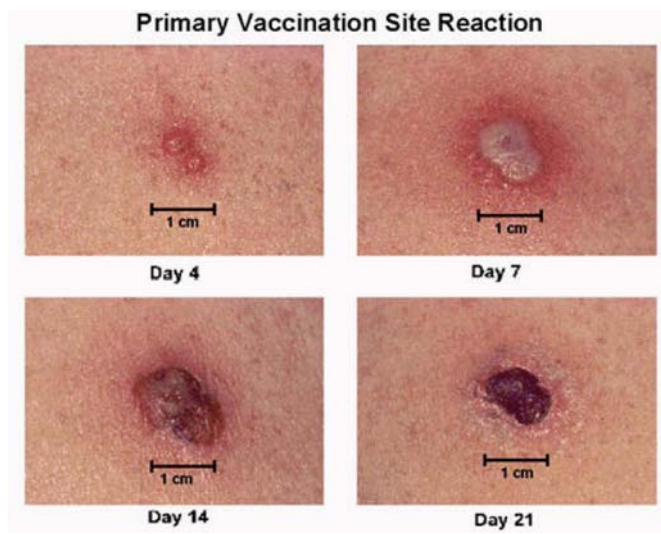 Primary Vaccination Site Reaction
1 cm
1 cm
Day 4
Day 7
1 cm
1 cm
Day 14
Day 21